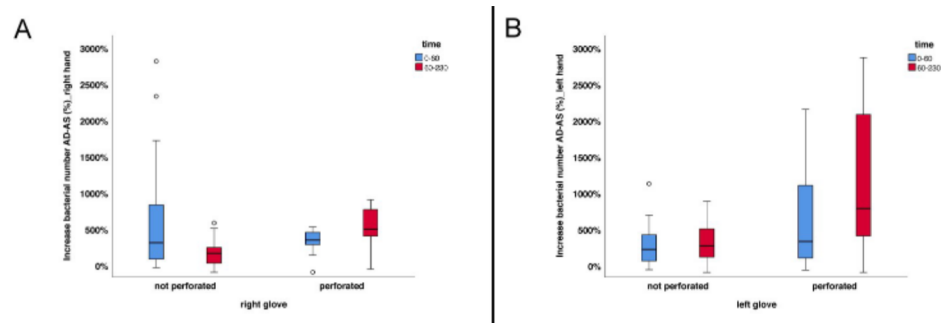 A
time
0-60
60-230
Increase bacterial number AD-AS (%)_right hand
3000%
2500%
2000%
1500%
1000%
500%
0%
not perforated
perforated
right glove
B
time
0-60
60-230
Increase bacterial number AD-AS (%)_left hand
3000%
2500%
2000%
1500%
1000%
500%
0%
not perforated
perforated
left glove